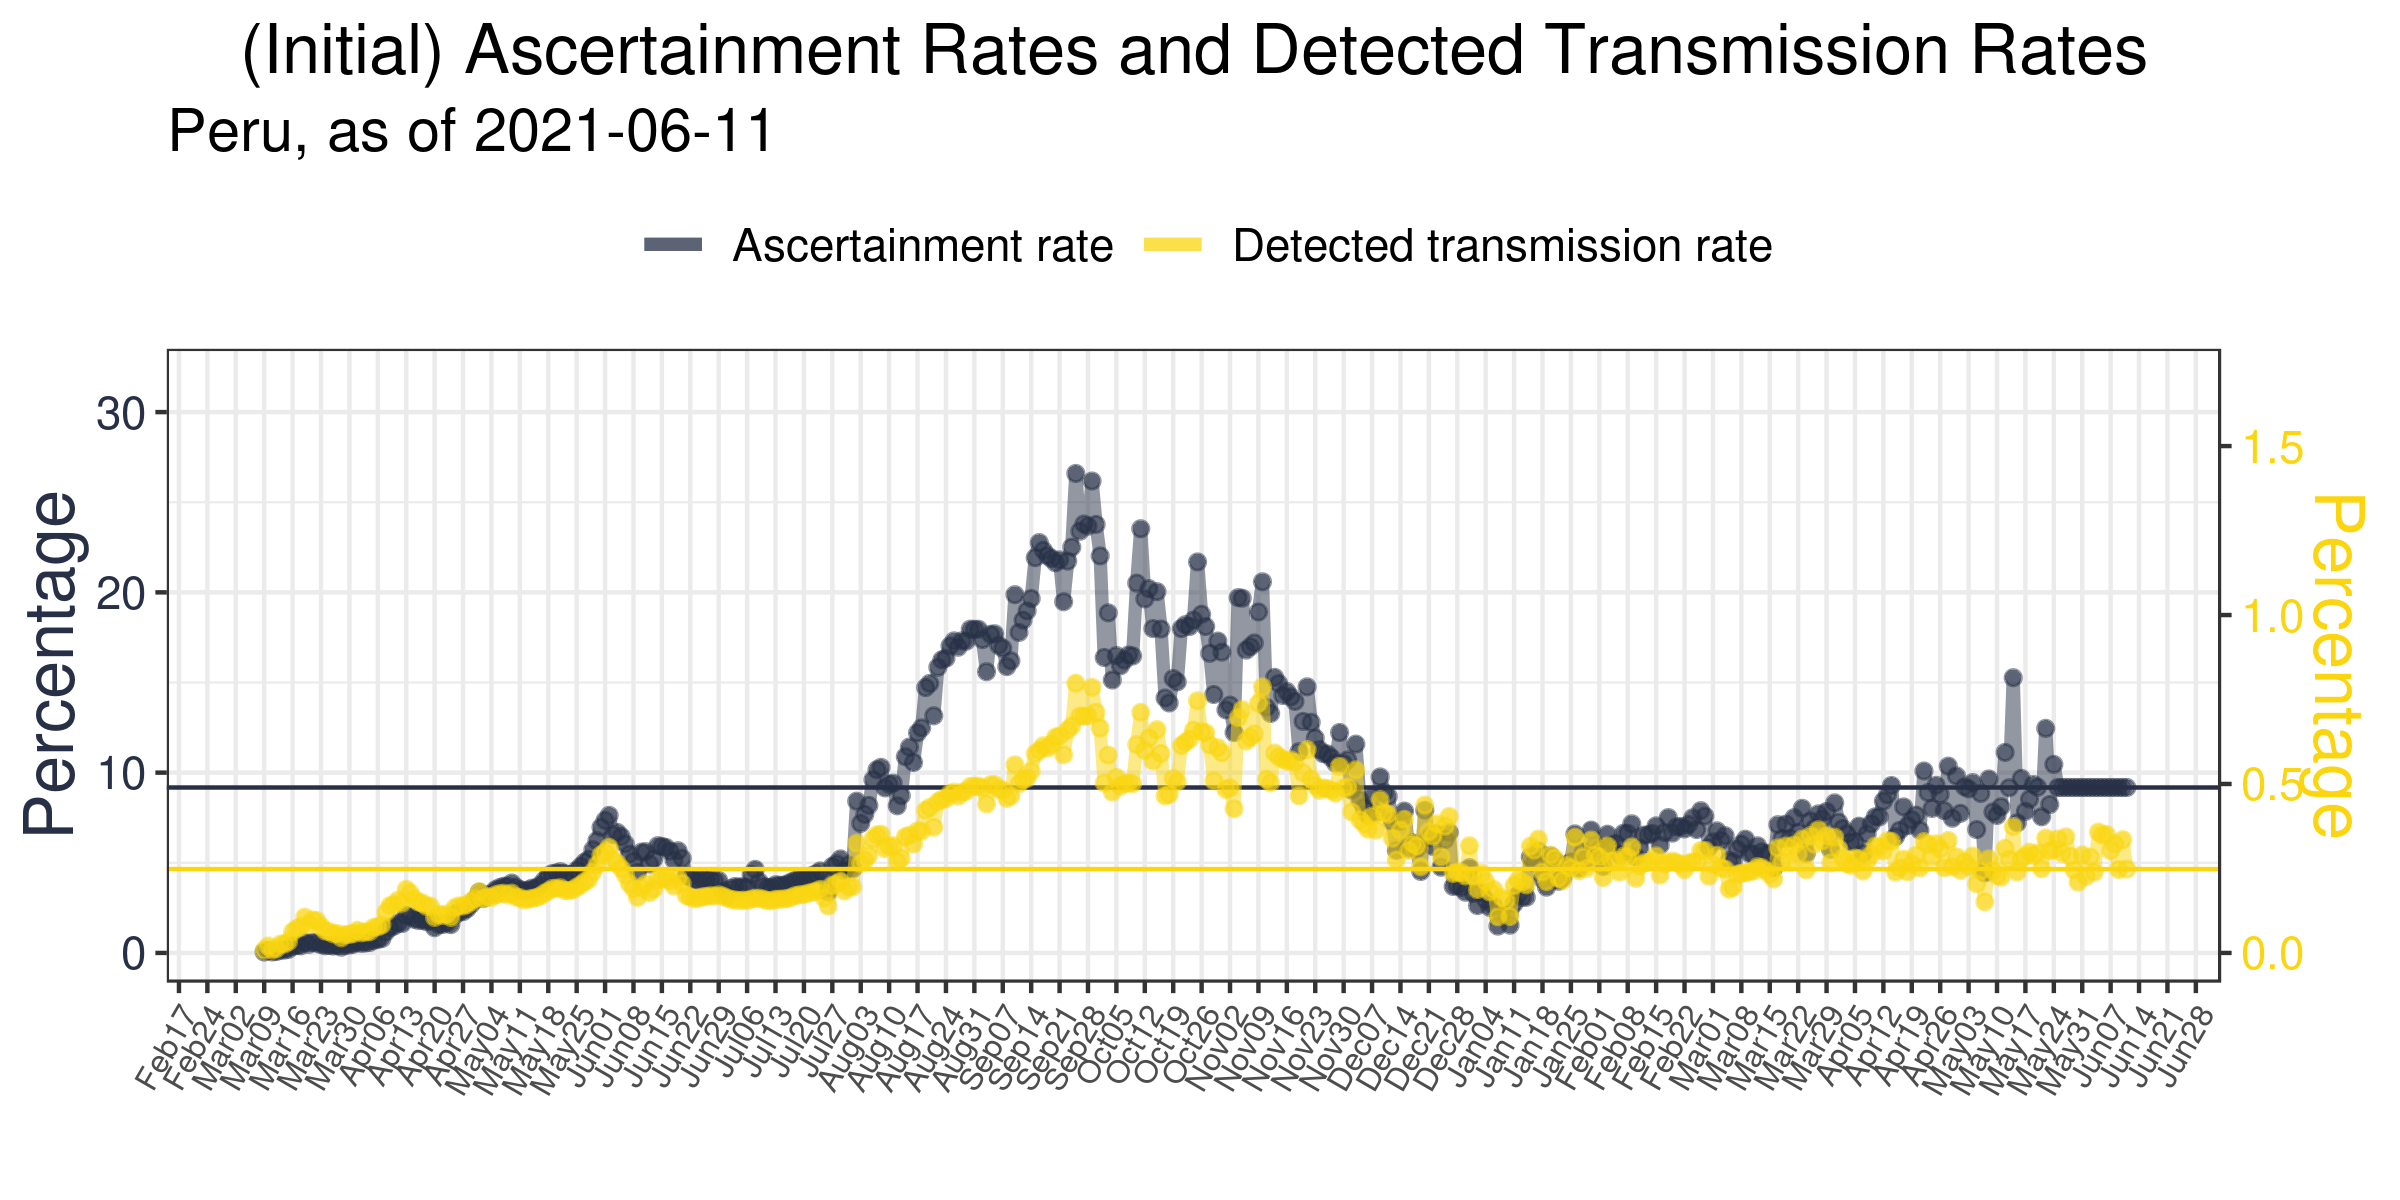 (Initial) Ascertainment Rates and Detected Transmission Rates
Peru, as of 2021-06-11
Ascertainment rate Detected transmission rate
Percentage
30
20
10
0
1.5
1.0
0.5
0.0
Percentage
Feb17 Feb24 Mar02 Mar09 Mar16 Mar23 Mar30 Apr06 Apr13 Apr20 Apr27 May04 May11 May18 May25 Jun01 Jun08 Jun15 Jun22 Jun29 Jul06 Jul13 Jul20 Jul27 Aug03 Aug10 Aug17 Aug24 Aug31 Sep07 Sep14 Sep21 Sep28 Oct05 Oct12 Oct19 Oct26 Nov02 Nov09 Nov16 Nov23 Nov30 Dec07 Dec14 Dec21 Dec28 Jan04 Jan11 Jan18 Jan25 Feb01 Feb08 Feb15 Feb22 Mar01 Mar08 Mar15 Mar22 Mar29 Apr05 Apr12 Apr19 Apr26 May03 May10 May17 May24 May31 Jun07 Jun14 Jun21 Jun28